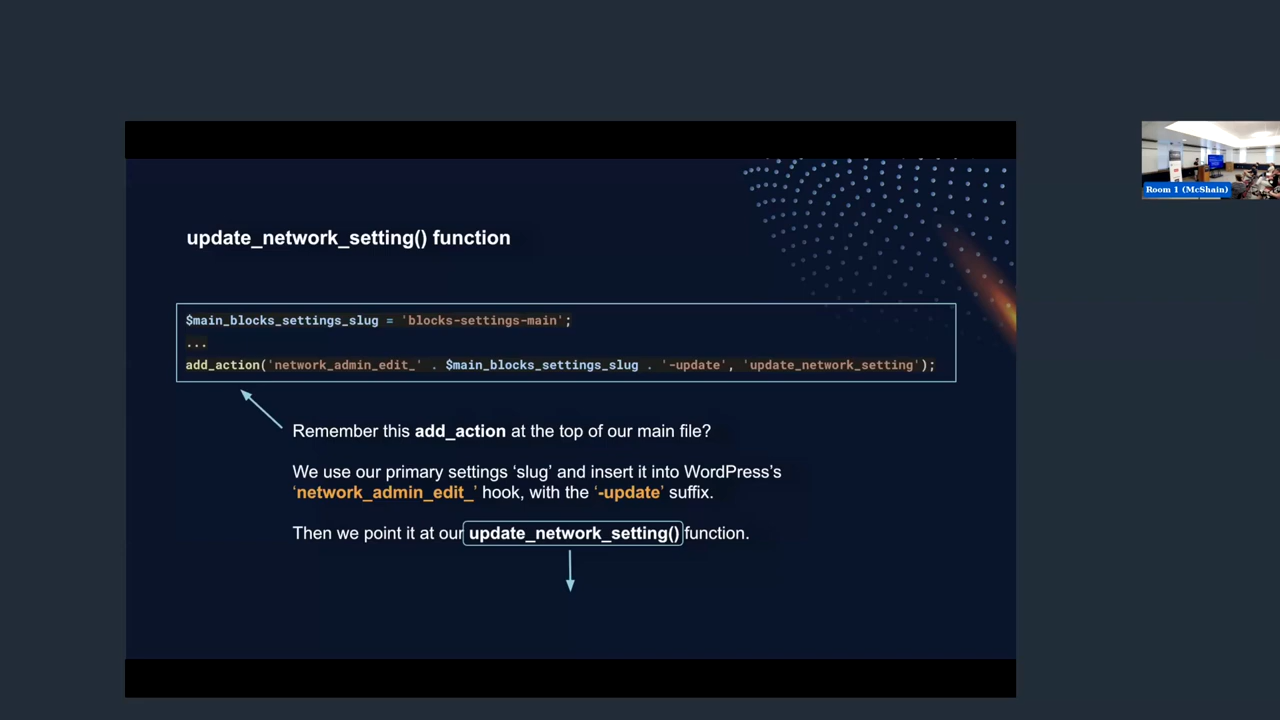 update_network_setting() function
$main_blocks_settings_slug = 'blocks-settings-main';
...
add_action('network_admin_edit_' . $main_blocks_settings_slug . '-update', 'update_network_setting');
Remember this add_action at the top of our main file?
We use our primary settings ‘slug’ and insert it into WordPress’s
‘network_admin_edit_’ hook, with the ‘-update’ suffix.
Then we point it at our update_network_setting() function.
Room 1 (McShain)